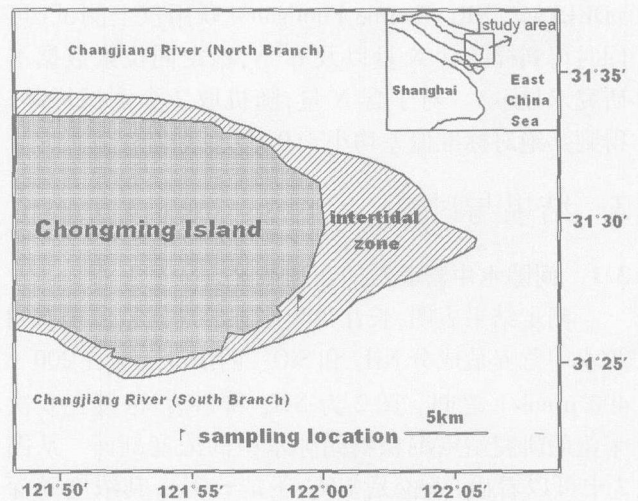 Changjiang River (North Branch)
study area
Shanghai
East
China
Sea
31°35'
Chongming Island
intertidal
zone
31°30'
31°25'
Changjiang River (South Branch)
sampling location
5km
121°50'
121°55'
122°00'
122°05'